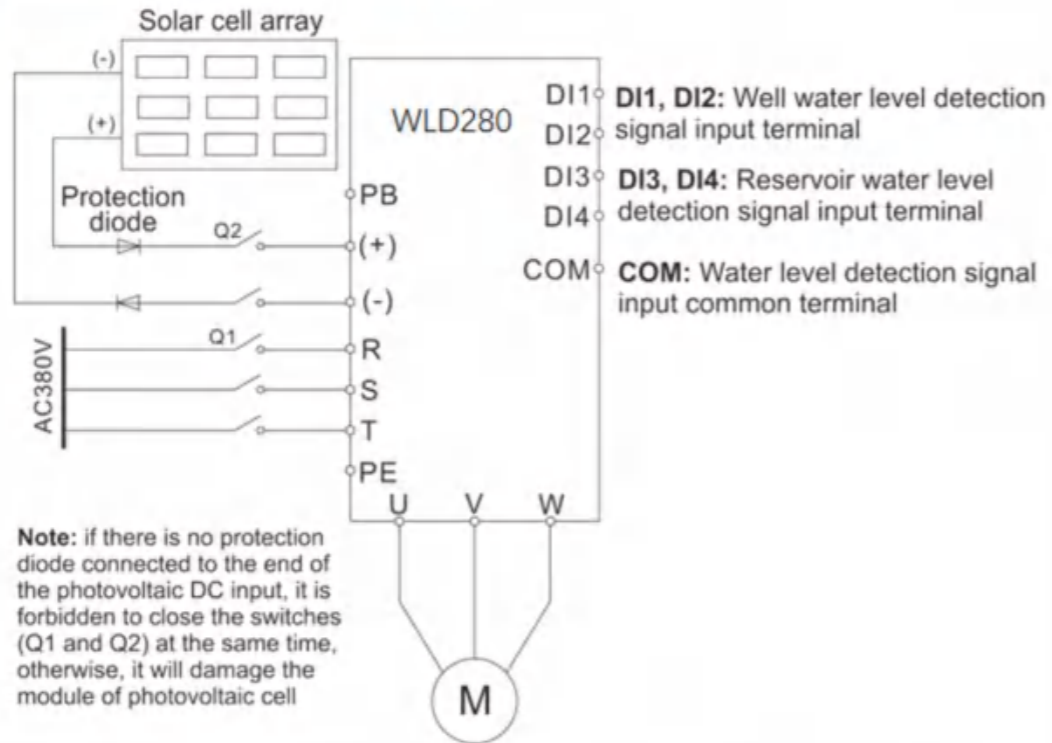 Solar cell array
(-)
(+)
Protection
diode
Q2
Q1
AC380V
WLD280
PB
(+)
(-)
R
S
T
PE
U V W
M
DI1
DI2
DI3
DI4
COM
DI1, DI2: Well water level detection
signal input terminal
DI3, DI4: Reservoir water level
detection signal input terminal
COM: Water level detection signal
input common terminal
Note: if there is no protection
diode connected to the end of
the photovoltaic DC input, it is
forbidden to close the switches
(Q1 and Q2) at the same time,
otherwise, it will damage the
module of photovoltaic cell